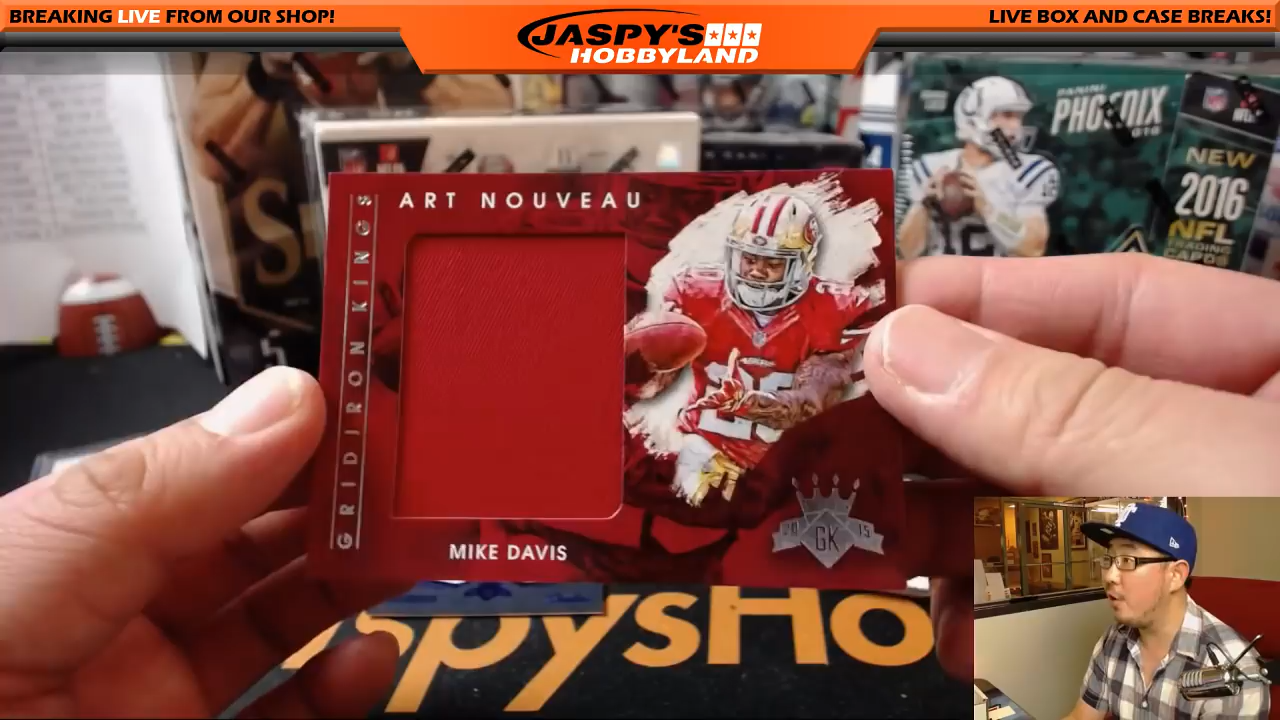 BREAKING LIVE FROM OUR SHOP!
JASPY'S
HOBBYLAND
LIVE BOX AND CASE BREAKS!
PANINI
PHOENIX
NEW
2016
NFL
TRADING
CARDS
ART NOUVEAU
GRIDIRON KINGS
MIKE DAVIS
20 15
GK
spysHo